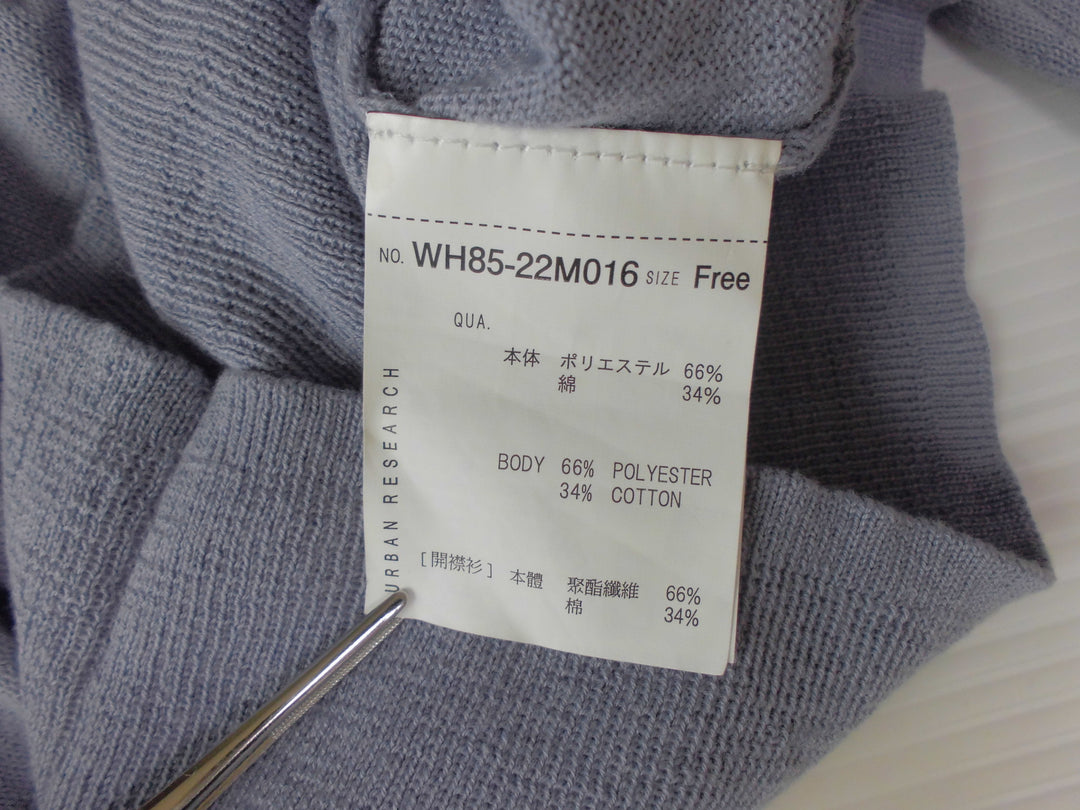 NO. WH85-22M016 SIZE Free
QUA.
本体 ポリエステル 66%
綿 34%
BODY 66% POLYESTER
34% COTTON
[開襟衫] 本體 聚酯纖維 66%
棉 34%
URBAN RESEARCH